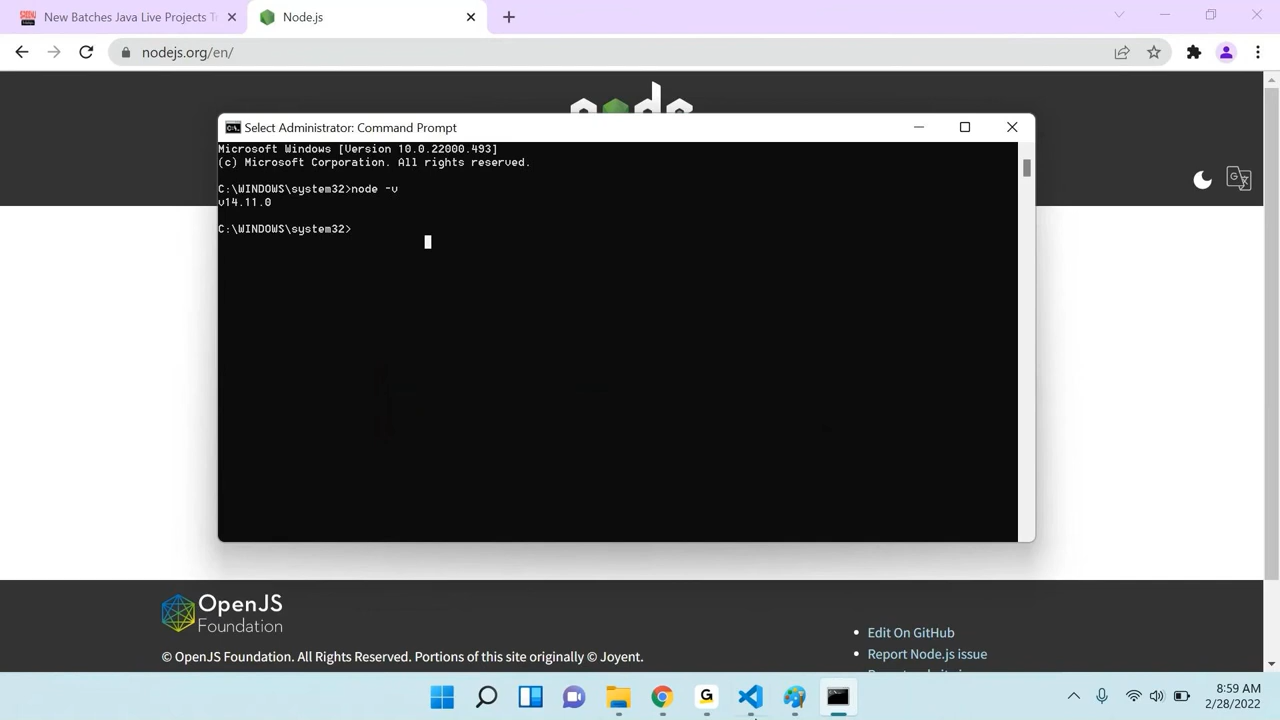 New Batches Java Live Projects
Node.js
nodejs.org/en/
Select Administrator: Command Prompt
Microsoft Windows [Version 10.0.22000.493]
(c) Microsoft Corporation. All rights reserved.
C:\WINDOWS\system32>node -v
v14.11.0
C:\WINDOWS\system32>
OpenJS
Foundation
© OpenJS Foundation. All Rights Reserved. Portions of this site originally © Joyent.
Edit On GitHub
Report Node.js issue
8:59 AM
2/28/2022